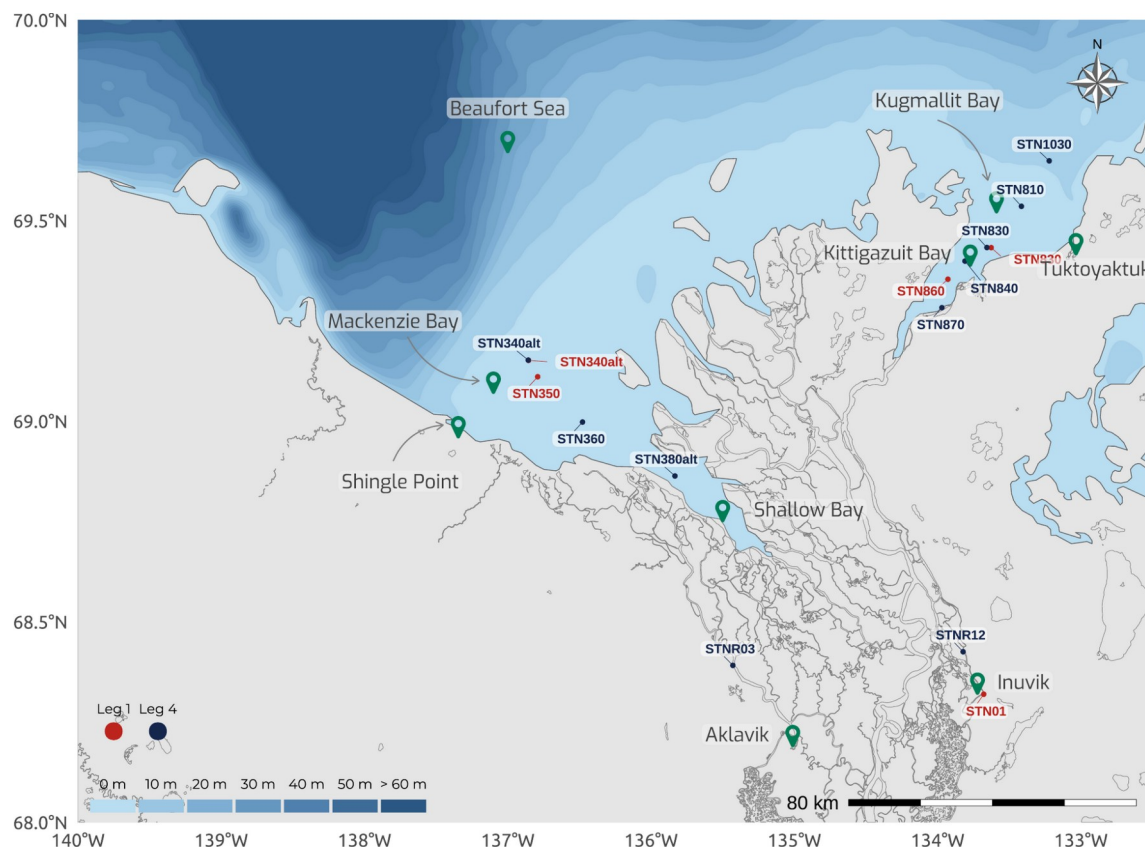 70.0°N
N
Kugmallit Bay
Beaufort Sea
STN1030
STN810
69.5°N
STN830
Kittigazuit Bay
STN830
Tuktoyaktuk
STN860
STN840
STN870
Mackenzie Bay
STN340alt
STN340alt
STN350
69.0°N
STN360
STN380alt
Shingle Point
Shallow Bay
68.5°N
STNR12
STNR03
Inuvik
STN01
Leg 1
Leg 4
Aklavik
0 m 10 m 20 m 30 m 40 m 50 m > 60 m
80 km
68.0°N
140°W 139°W 138°W 137°W 136°W 135°W 134°W 133°W